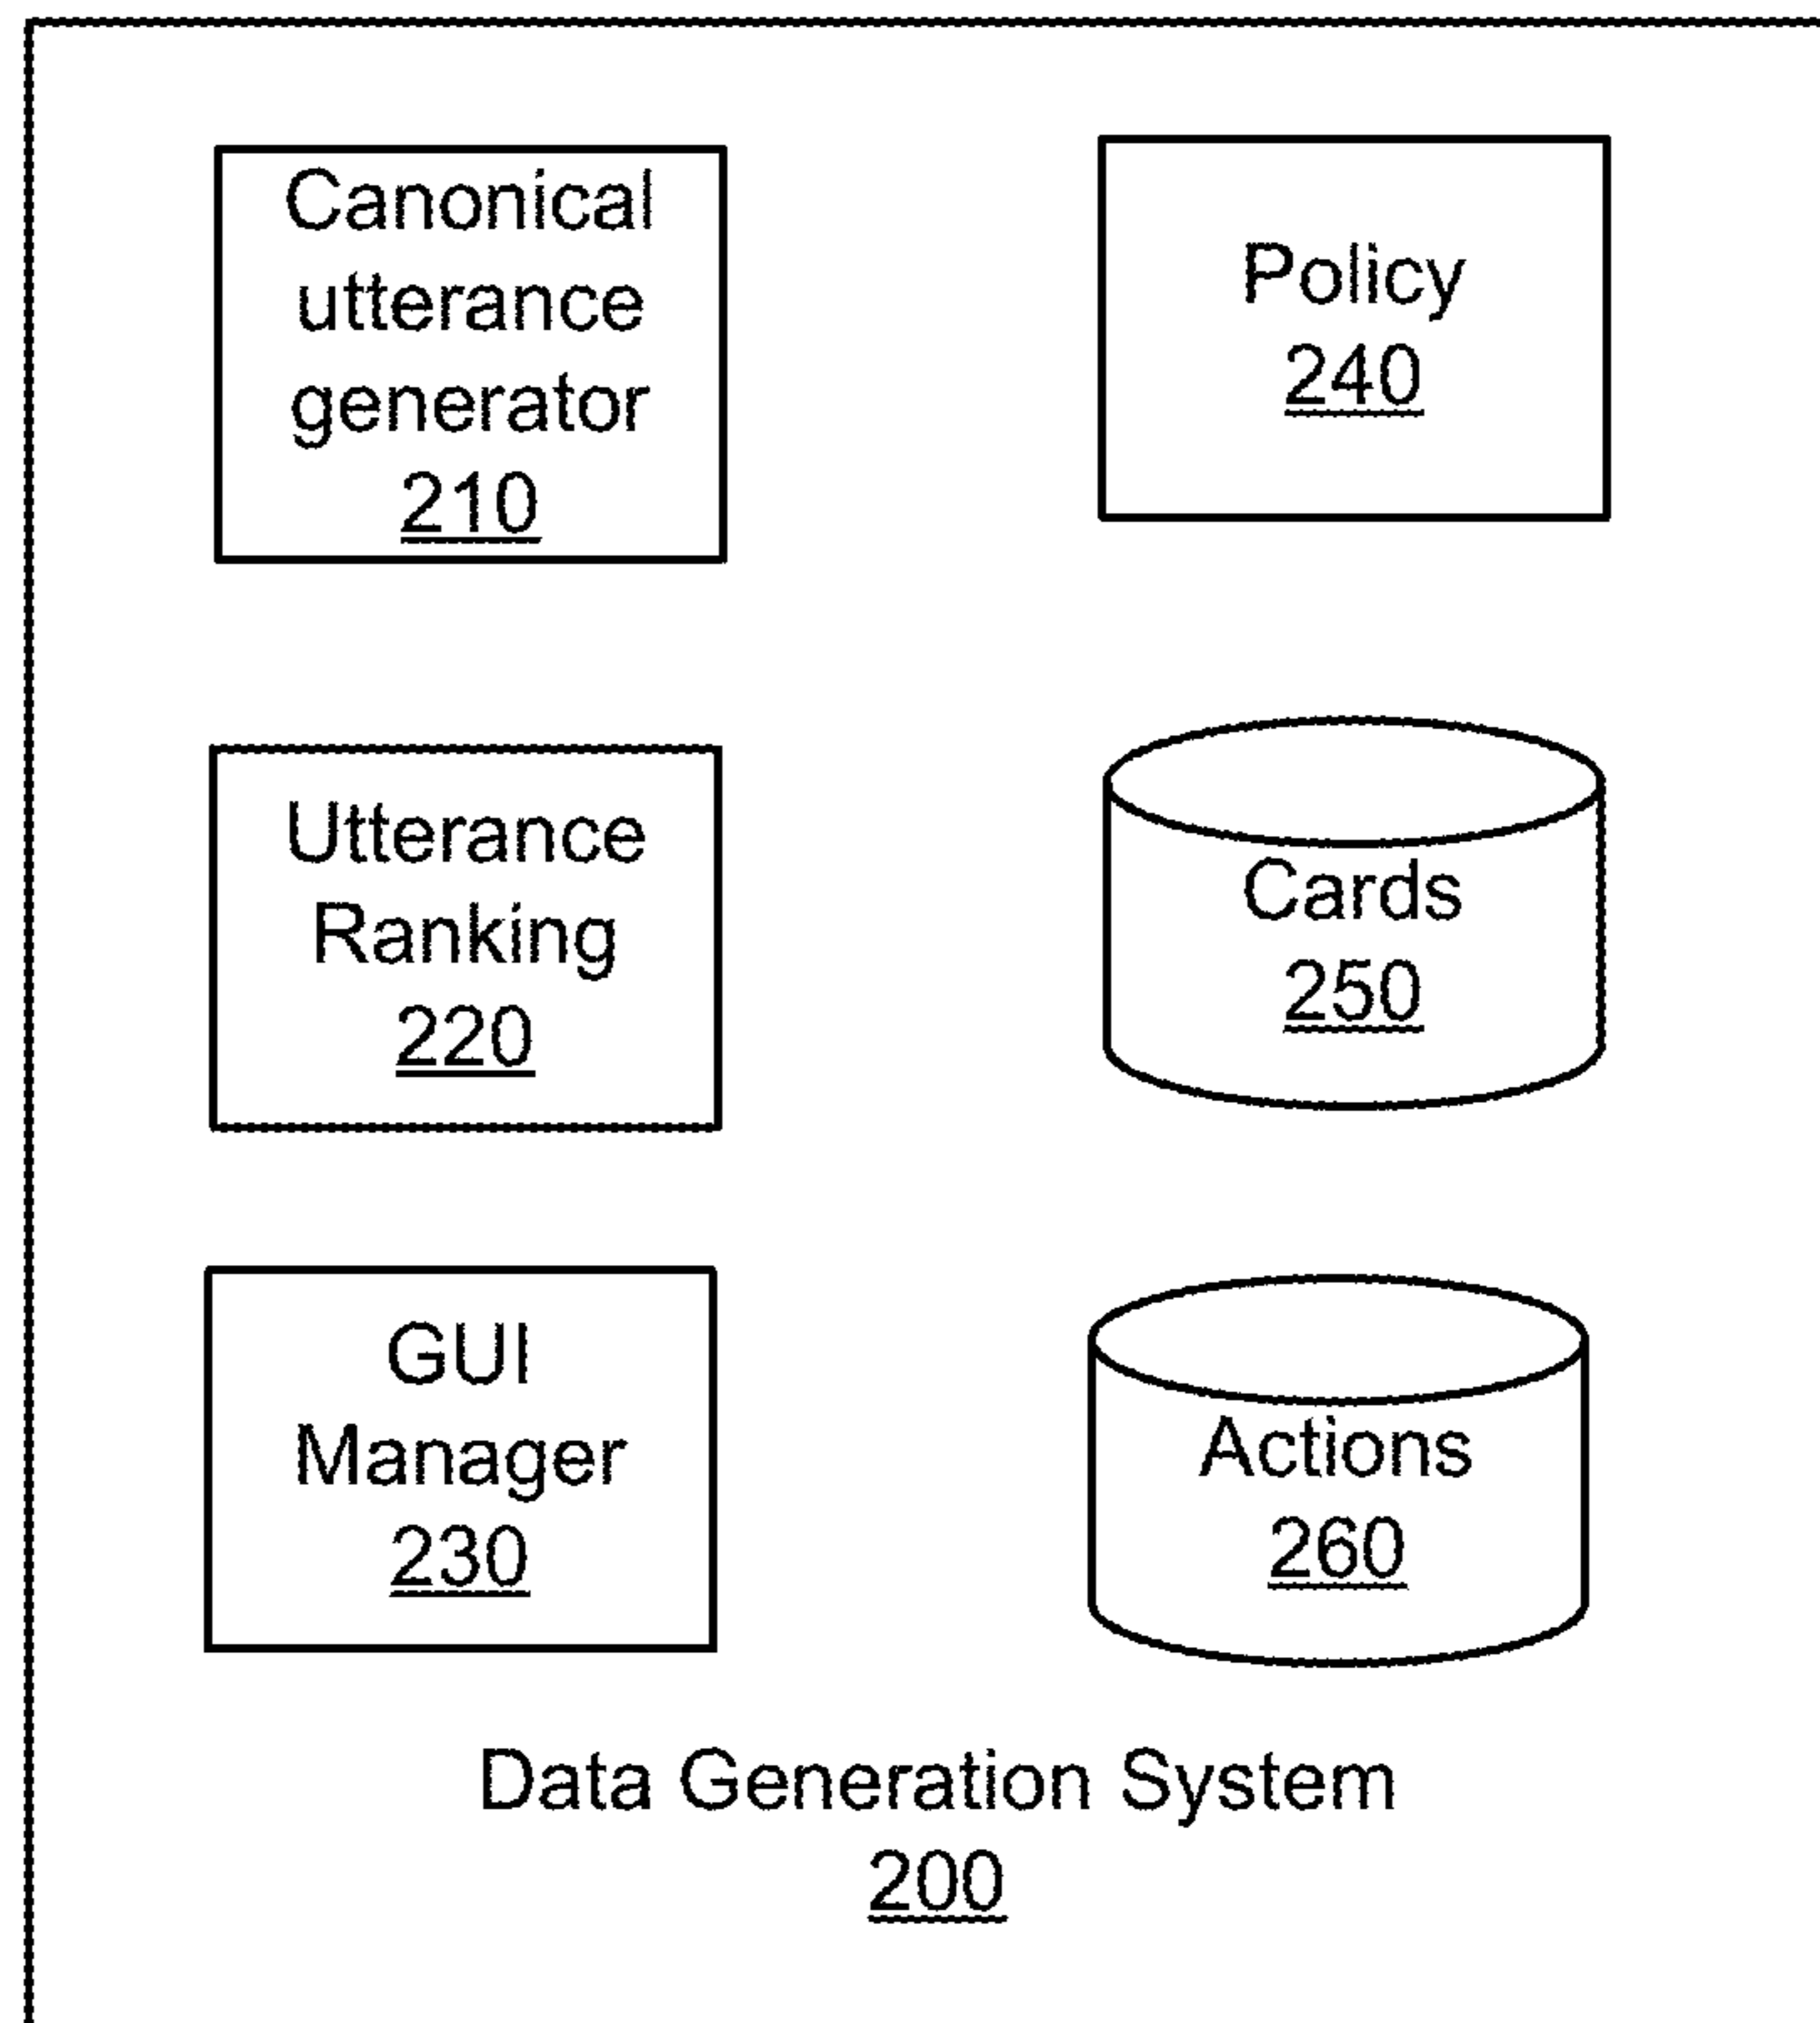 Canonical
utterance
generator
210
Policy
240
Utterance
Ranking
220
Cards
250
GUI
Manager
230
Actions
260
Data Generation System
200